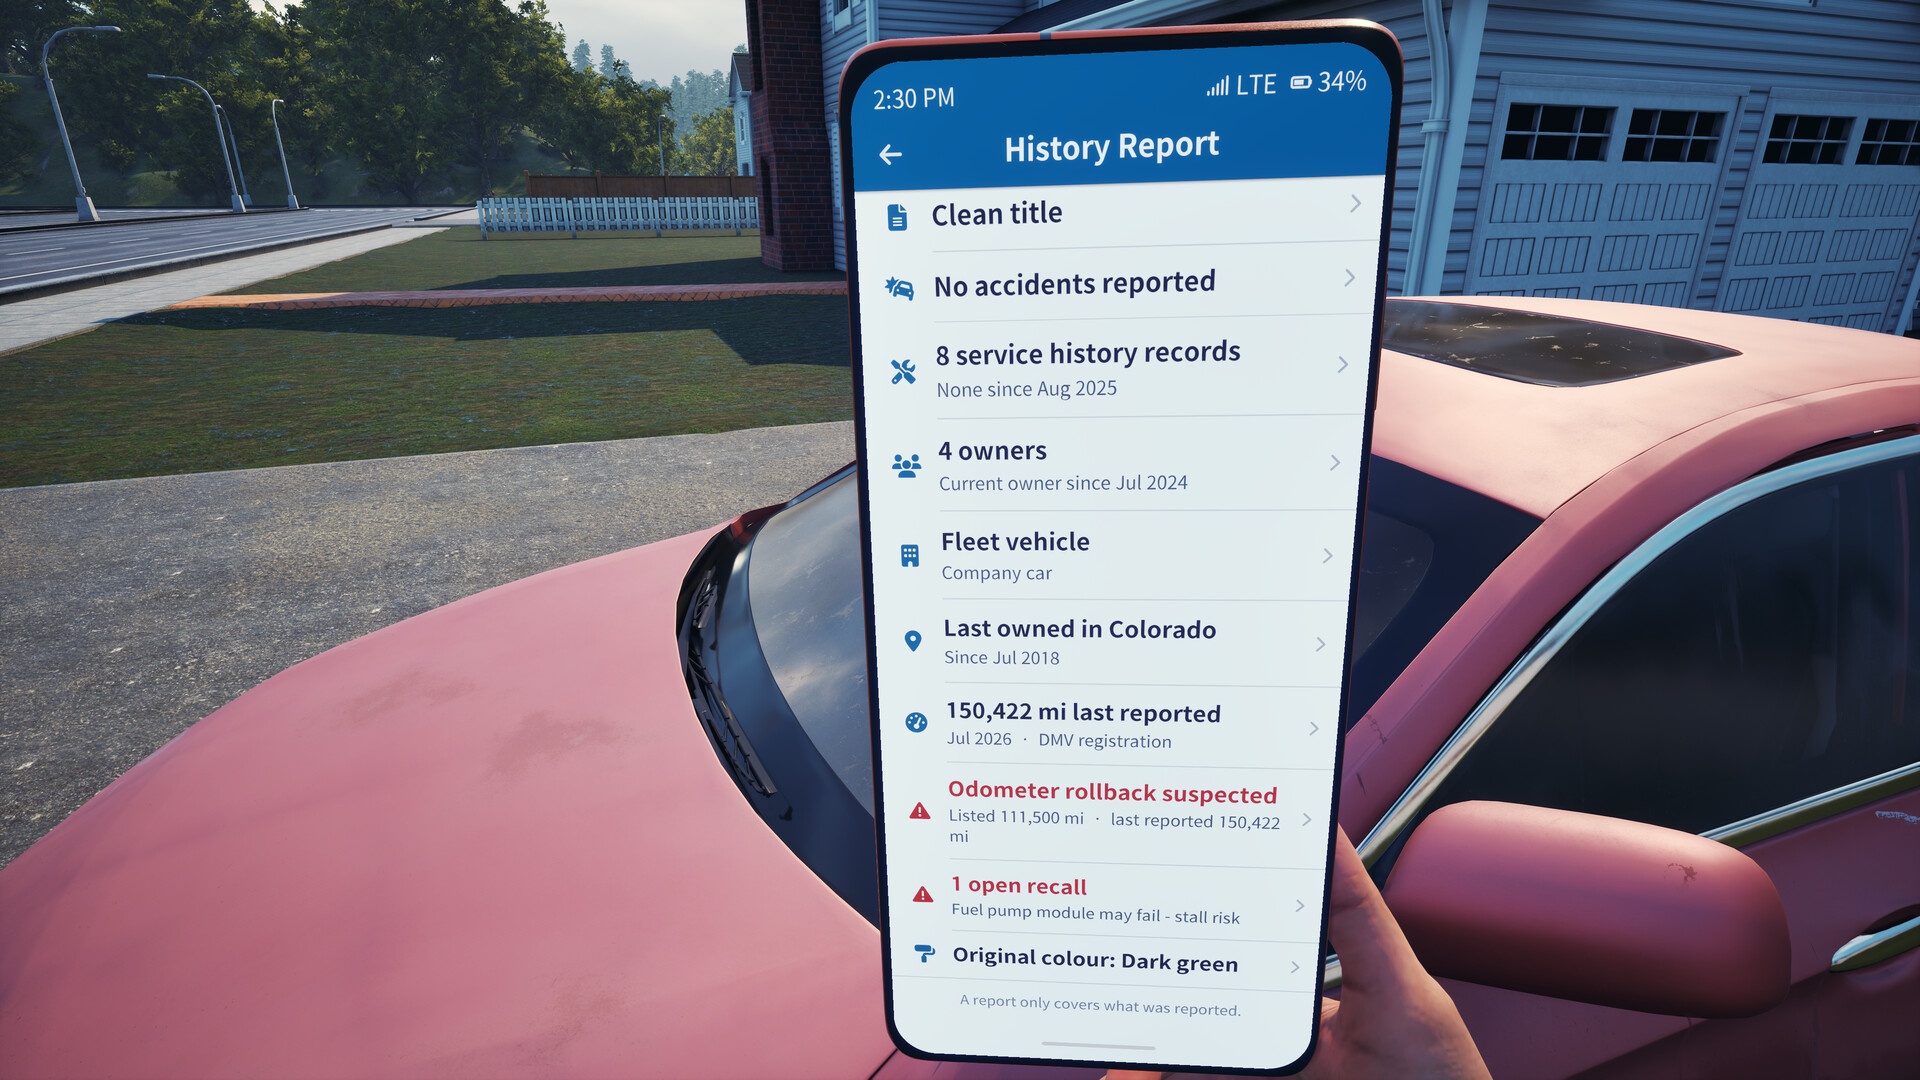 2:30 PM
LTE 34%
History Report
Clean title
No accidents reported
8 service history records
None since Aug 2025
4 owners
Current owner since Jul 2024
Fleet vehicle
Company car
Last owned in Colorado
Since Jul 2018
150,422 mi last reported
Jul 2026 · DMV registration
Odometer rollback suspected
Listed 111,500 mi · last reported 150,422
mi
1 open recall
Fuel pump module may fail - stall risk
Original colour: Dark green
A report only covers what was reported.